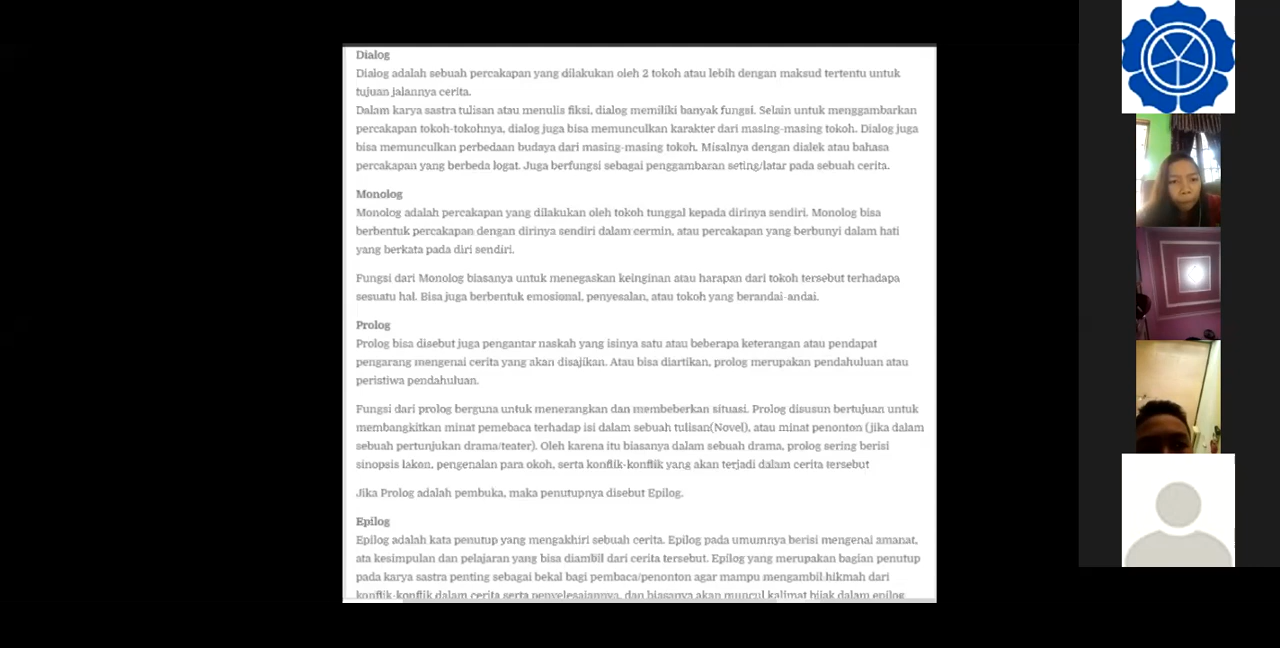 Dialog
Dialog adalah sebuah percakapan yang dilakukan oleh 2 tokoh atau lebih dengan maksud tertentu untuk
tujuan jalannya cerita.
Dalam karya sastra tulisan atau menulis fiksi, dialog memiliki banyak fungsi. Selain untuk menggambarkan
percakapan tokoh-tokohnya, dialog juga bisa memunculkan karakter dari masing-masing tokoh. Dialog juga
bisa memunculkan perbedaan budaya dari masing-masing tokoh. Misalnya dengan dialek atau bahasa
percakapan yang berbeda logat. Juga berfungsi sebagai penggambaran seting/latar pada sebuah cerita.
Monolog
Monolog adalah percakapan yang dilakukan oleh tokoh tunggal kepada dirinya sendiri. Monolog bisa
berbentuk percakapan dengan dirinya sendiri dalam cermin, atau percakapan yang berbunyi dalam hati
yang berkata pada diri sendiri.
Fungsi dari Monolog biasanya untuk menegaskan keinginan atau harapan dari tokoh tersebut terhadapa
sesuatu hal. Bisa juga berbentuk emosional, penyesalan, atau tokoh yang berandai-andai.
Prolog
Prolog bisa disebut juga pengantar naskah yang isinya satu atau beberapa keterangan atau pendapat
pengarang mengenai cerita yang akan disajikan. Atau bisa diartikan, prolog merupakan pendahuluan atau
peristiwa pendahuluan.
Fungsi dari prolog berguna untuk menerangkan dan membeberkan situasi. Prolog disusun bertujuan untuk
membangkitkan minat pemebaca terhadap isi dalam sebuah tulisan(Novel), atau minat penonton (jika dalam
sebuah pertunjukan drama/teater). Oleh karena itu biasanya dalam sebuah drama, prolog sering berisi
sinopsis lakon, pengenalan para okoh, serta konflik-konflik yang akan terjadi dalam cerita tersebut
Jika Prolog adalah pembuka, maka penutupnya disebut Epilog.
Epilog
Epilog adalah kata penutup yang mengakhiri sebuah cerita. Epilog pada umumnya berisi mengenai amanat,
ata kesimpulan dan pelajaran yang bisa diambil dari cerita tersebut. Epilog yang merupakan bagian penutup
pada karya sastra penting sebagai bekal bagi pembaca/penonton agar mampu mengambil hikmah dari
konflik-konflik dalam cerita serta penyelesaiannya, dan biasanya akan muncul kalimat bijak dalam epilog